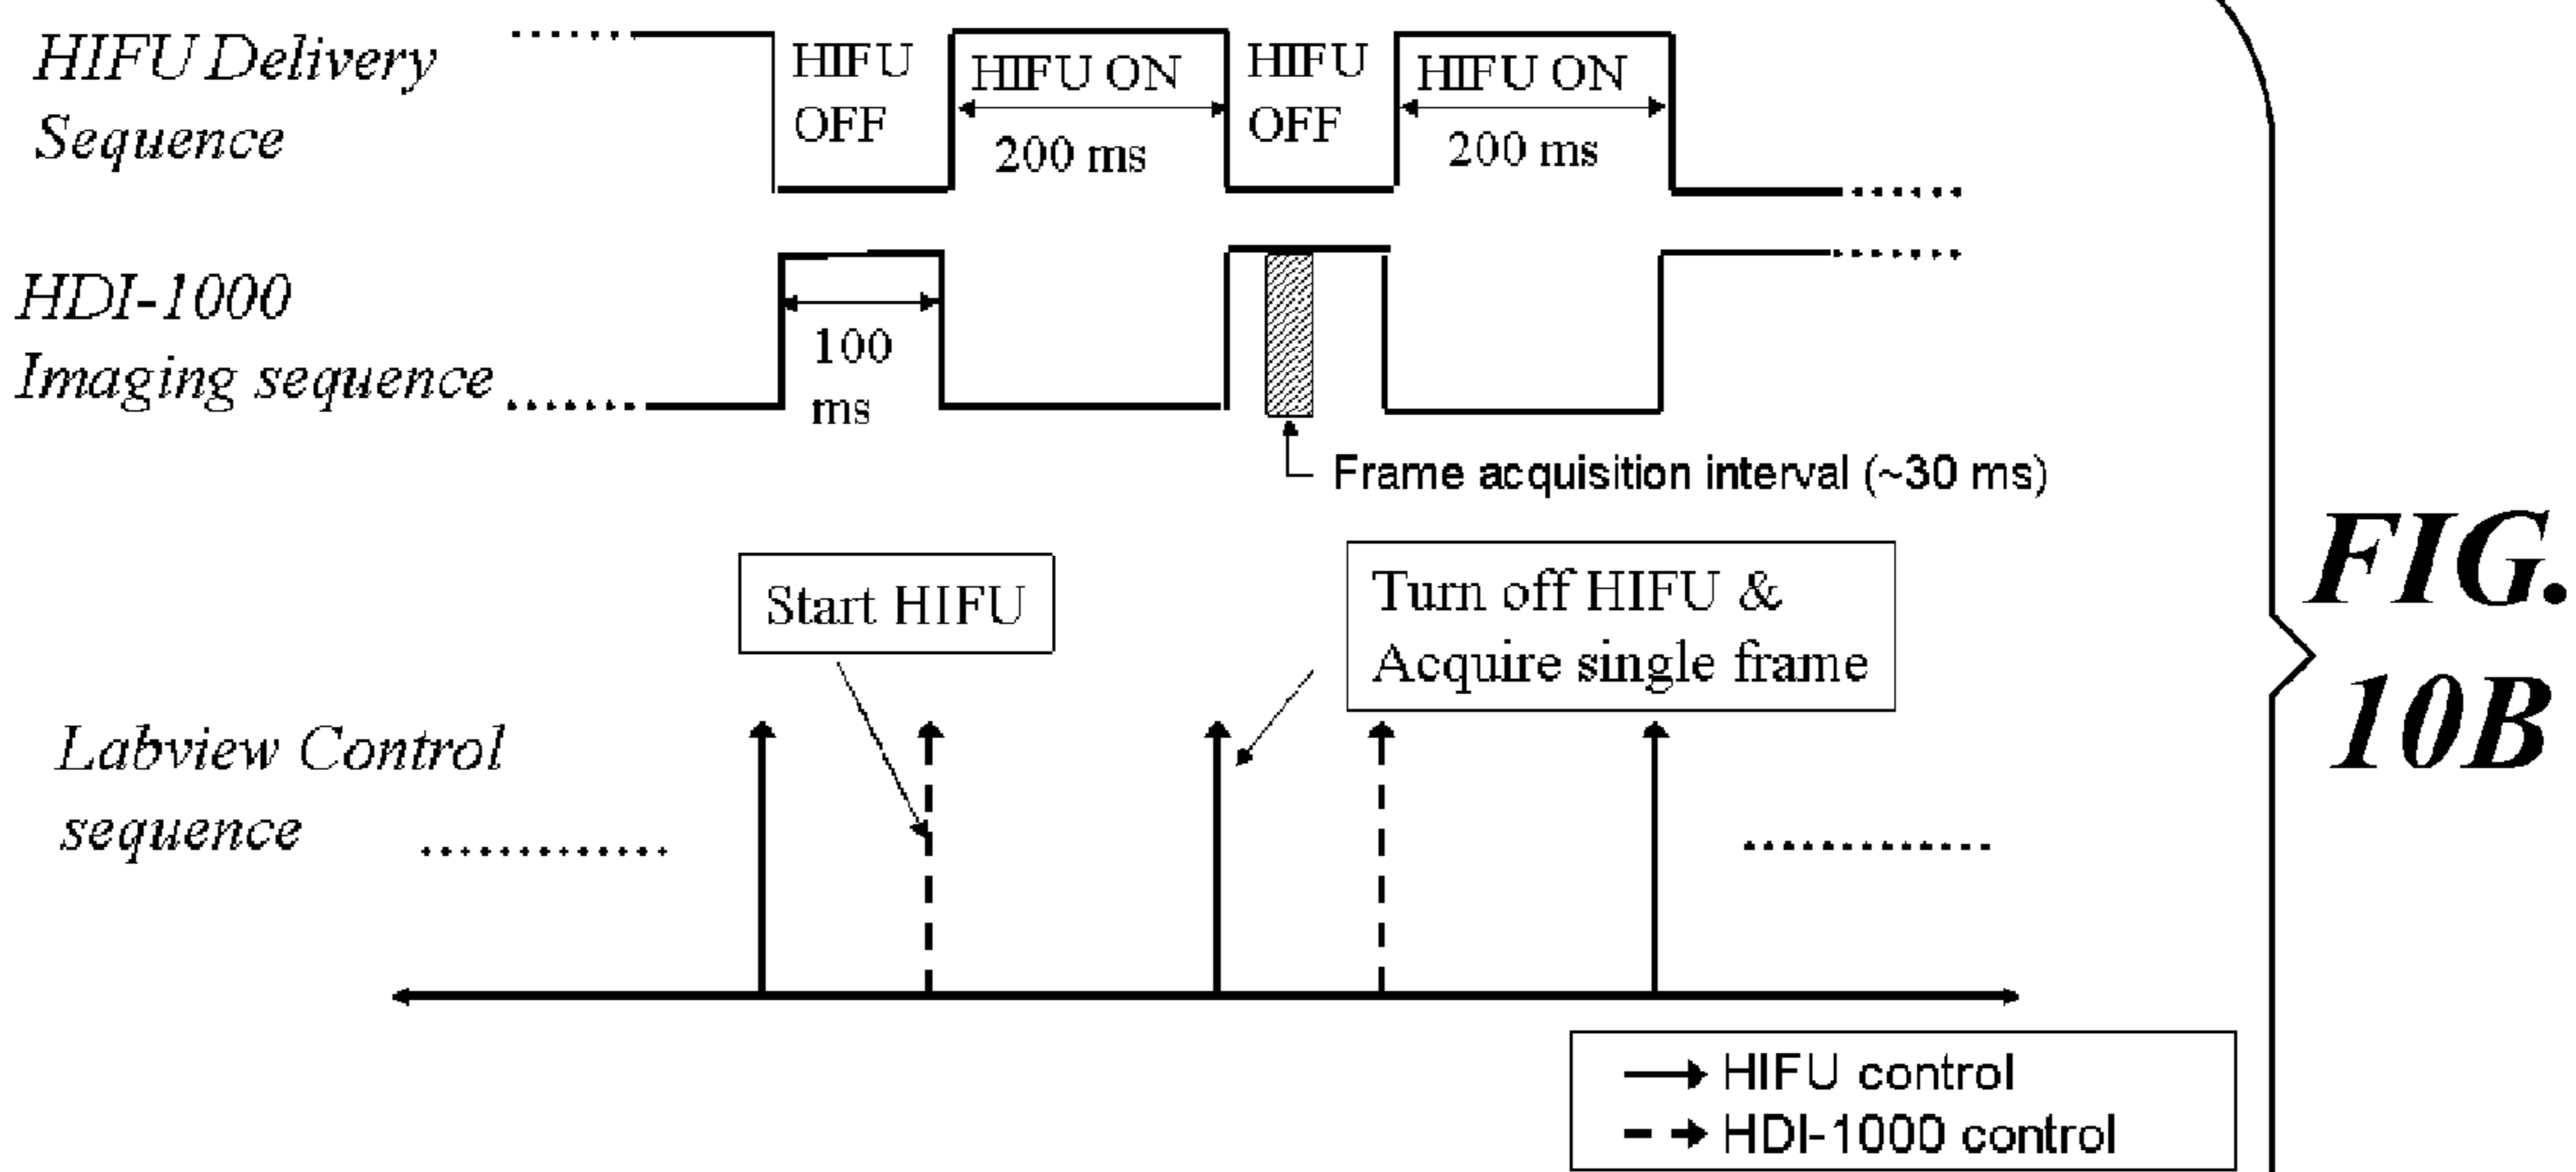 HIFU Delivery
Sequence
HIFU
OFF
HIFU ON
200 ms
HIFU
OFF
HIFU ON
200 ms
HDI-1000
Imaging sequence
100
ms
Frame acquisition interval (~30 ms)
Start HIFU
Turn off HIFU &
Acquire single frame
Labview Control
sequence
HIFU control
HDI-1000 control
FIG.
10B